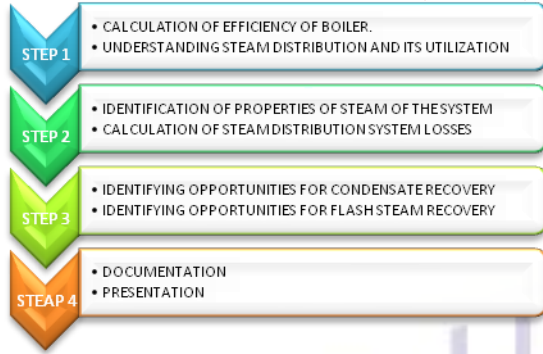 STEP 1
• CALCULATION OF EFFICIENCY OF BOILER.
• UNDERSTANDING STEAM DISTRIBUTION AND ITS UTILIZATION
STEP 2
• IDENTIFICATION OF PROPERTIES OF STEAM OF THE SYSTEM
• CALCULATION OF STEAM DISTRIBUTION SYSTEM LOSSES
STEP 3
• IDENTIFYING OPPORTUNITIES FOR CONDENSATE RECOVERY
• IDENTIFYING OPPORTUNITIES FOR FLASH STEAM RECOVERY
STEAP 4
• DOCUMENTATION
• PRESENTATION